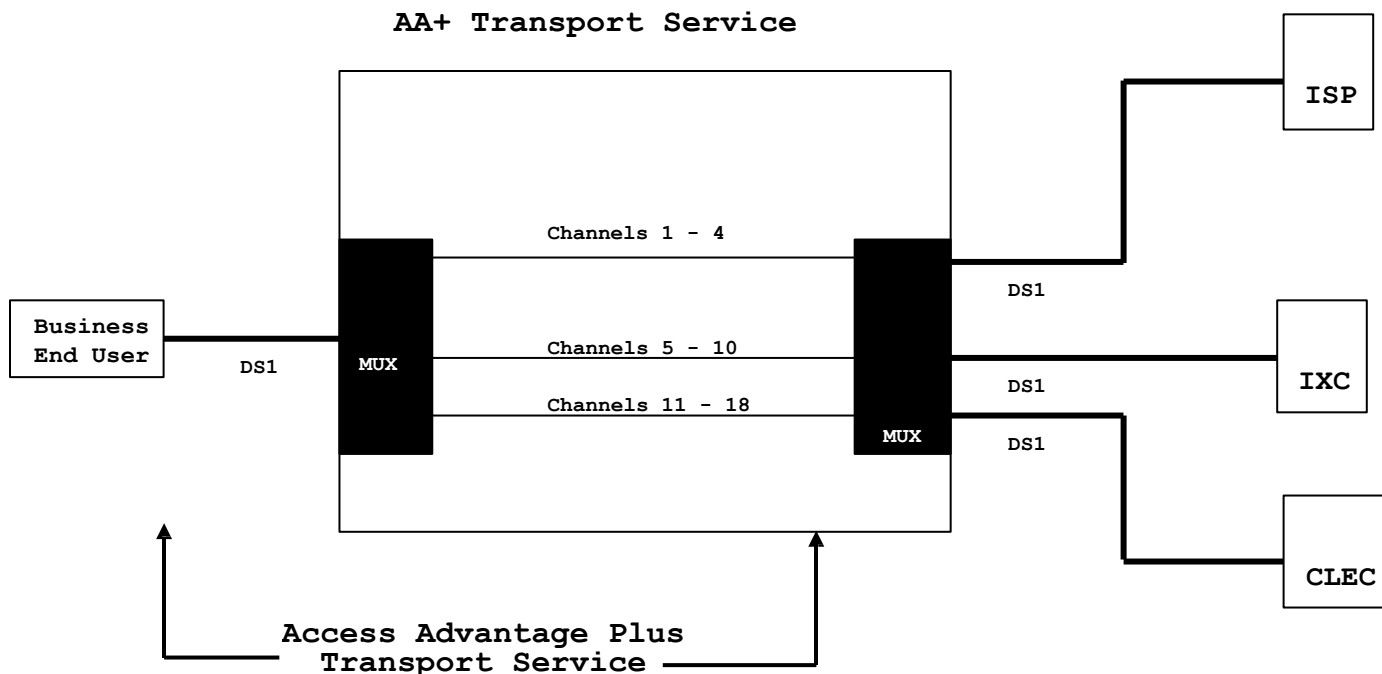 AA+ Transport Service
ISP
Channels 1 - 4
DS1
Business
End User
DS1
MUX
Channels 5 - 10
DS1
IXC
Channels 11 - 18
MUX
DS1
CLEC
Access Advantage Plus
Transport Service